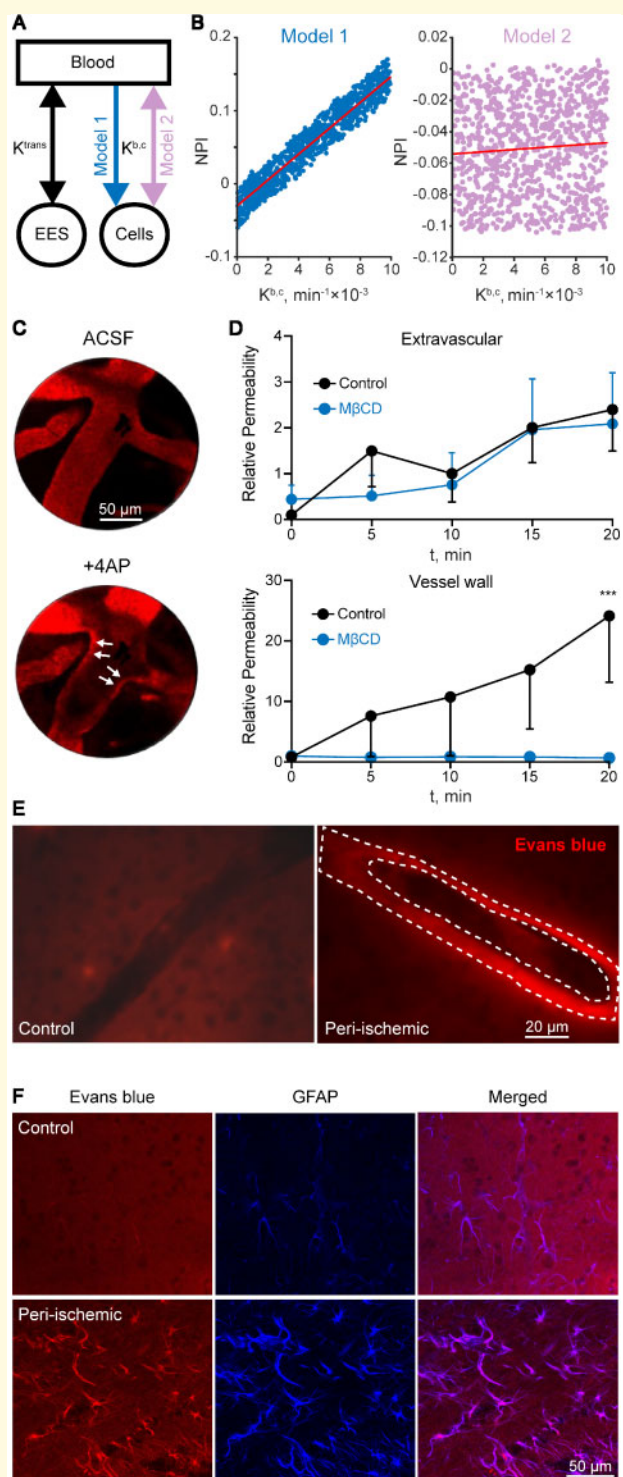 A
Blood
K^trans
Model 1
K^b,c
Model 2
EES
Cells
B
Model 1
Model 2
NPI
0.2
0.1
0
-0.1
0 2 4 6 8 10
K^b,c, min⁻¹×10⁻³
NPI
0.02
0
-0.02
-0.04
-0.06
-0.08
-0.1
-0.12
0 2 4 6 8 10
K^b,c, min⁻¹×10⁻³
C
ACSF
50 µm
+4AP
D
Extravascular
Control
MβCD
Relative Permeability
4
3
2
1
0
0 5 10 15 20
t, min
Vessel wall
Control
MβCD
***
Relative Permeability
30
20
10
0
0 5 10 15 20
t, min
E
Control
Evans blue
Peri-ischemic
20 µm
F
Evans blue GFAP Merged
Control
Peri-ischemic
50 µm